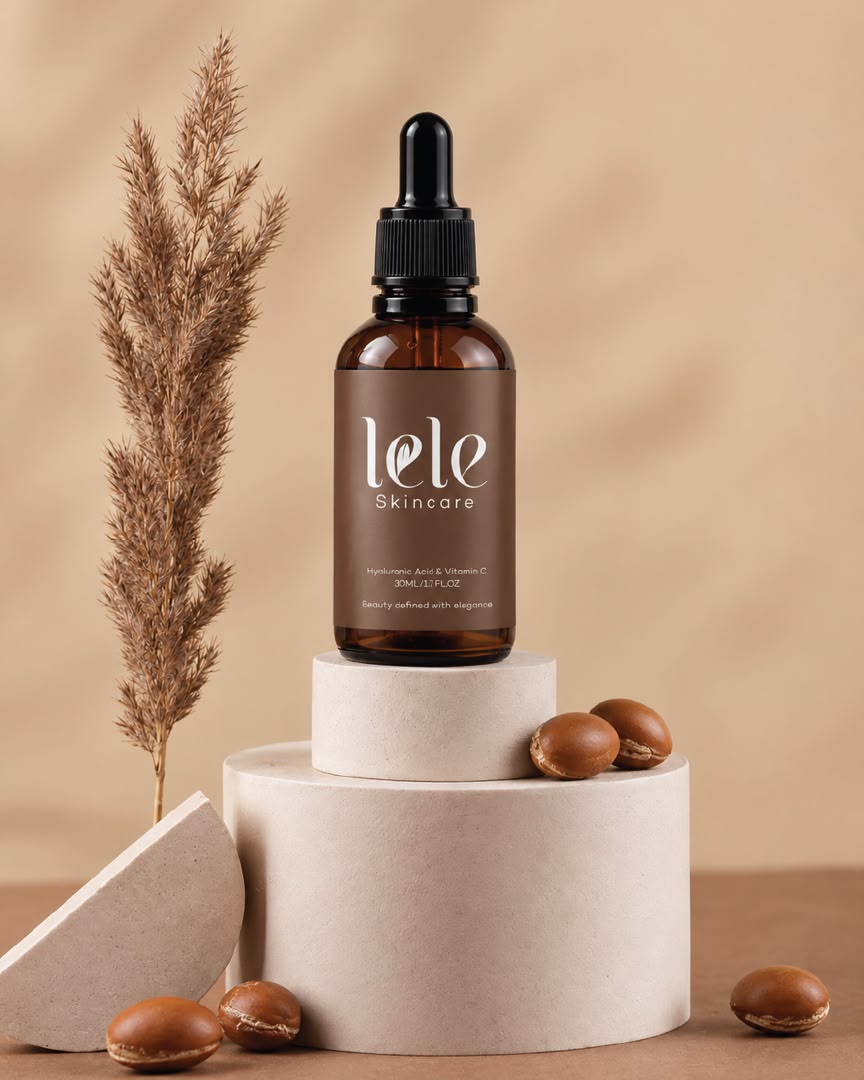 lele
Skincare
Hyaluronic Acid & Vitamin C
30ML/1.7 FL.OZ
Beauty defined with elegance